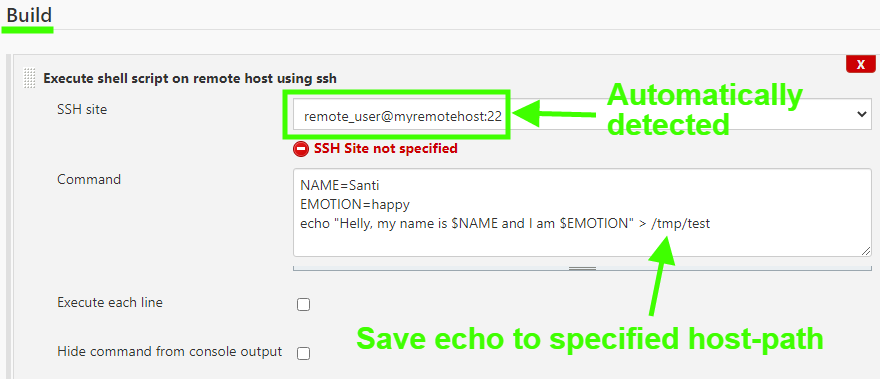 Build
Execute shell script on remote host using ssh
X
SSH site
remote_user@myremotehost:22
Automatically
detected
SSH Site not specified
Command
NAME=Santi
EMOTION=happy
echo "Helly, my name is $NAME and I am $EMOTION" > /tmp/test
Execute each line
Save echo to specified host-path
Hide command from console output